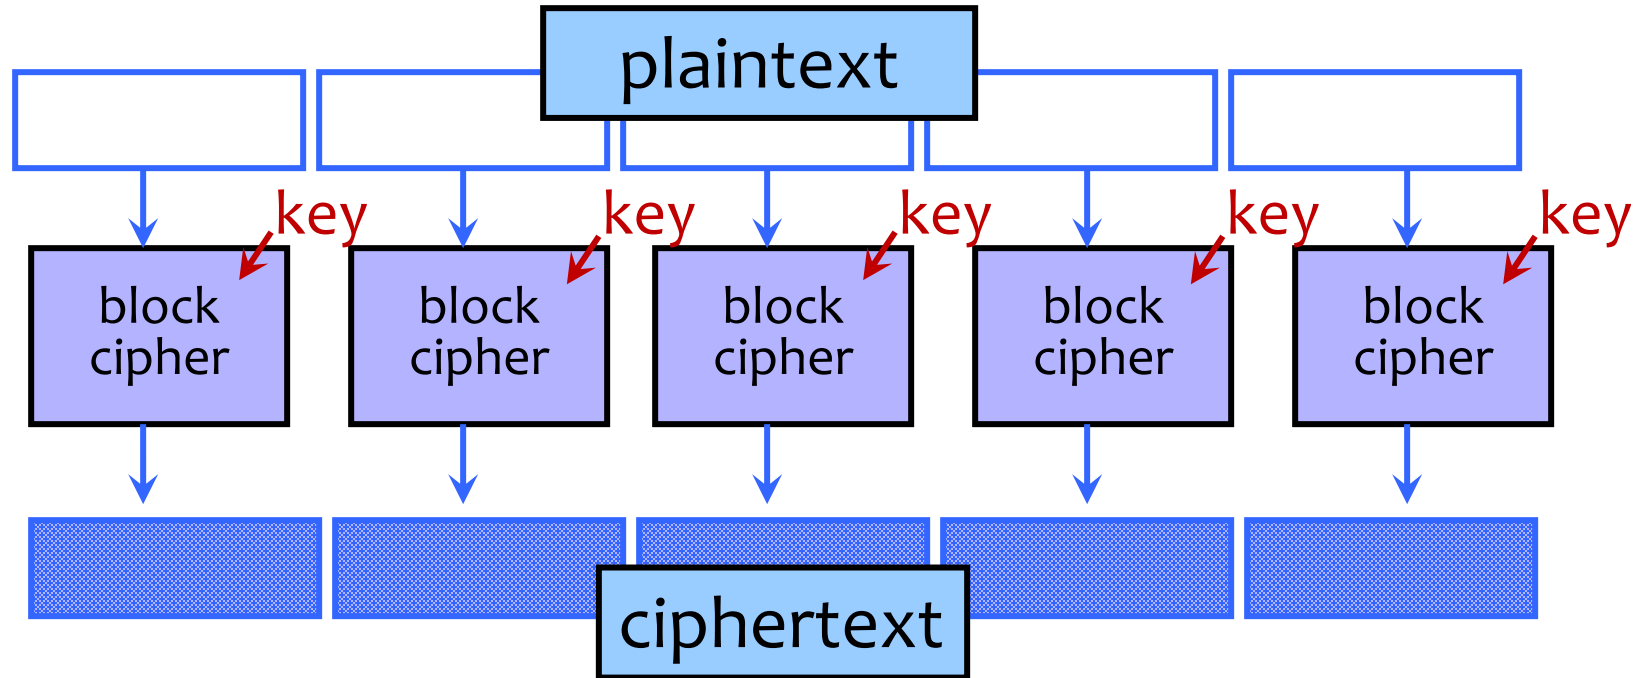 plaintext
key
key
key
key
key
block
cipher
block
cipher
block
cipher
block
cipher
block
cipher
ciphertext